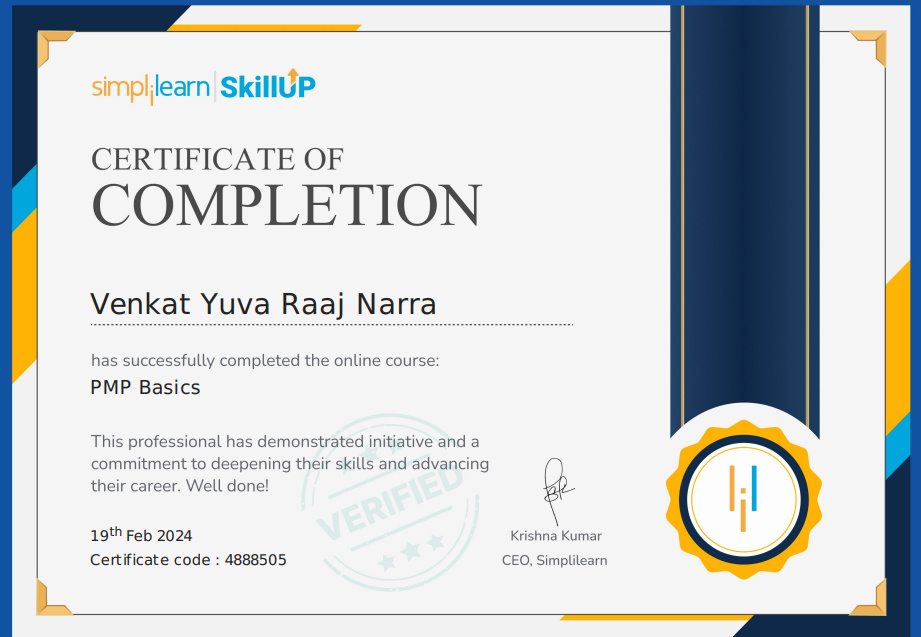 simplilearn | SkillUP
CERTIFICATE OF
COMPLETION
Venkat Yuva Raaj Narra
has successfully completed the online course:
PMP Basics
This professional has demonstrated initiative and a
commitment to deepening their skills and advancing
their career. Well done!
VERIFIED
19th Feb 2024
Certificate code : 4888505
Krishna Kumar
CEO, Simplilearn